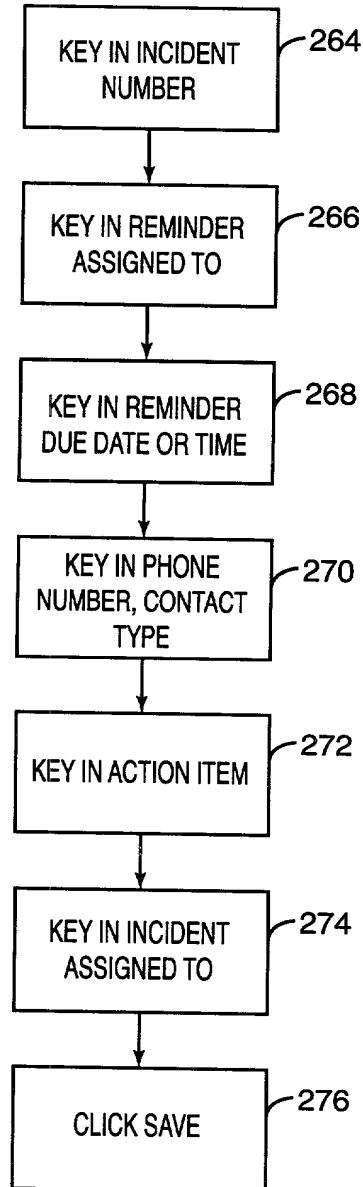 KEY IN INCIDENT
NUMBER
264
KEY IN REMINDER
ASSIGNED TO
266
KEY IN REMINDER
DUE DATE OR TIME
268
KEY IN PHONE
NUMBER, CONTACT
TYPE
270
KEY IN ACTION ITEM
272
KEY IN INCIDENT
ASSIGNED TO
274
CLICK SAVE
276